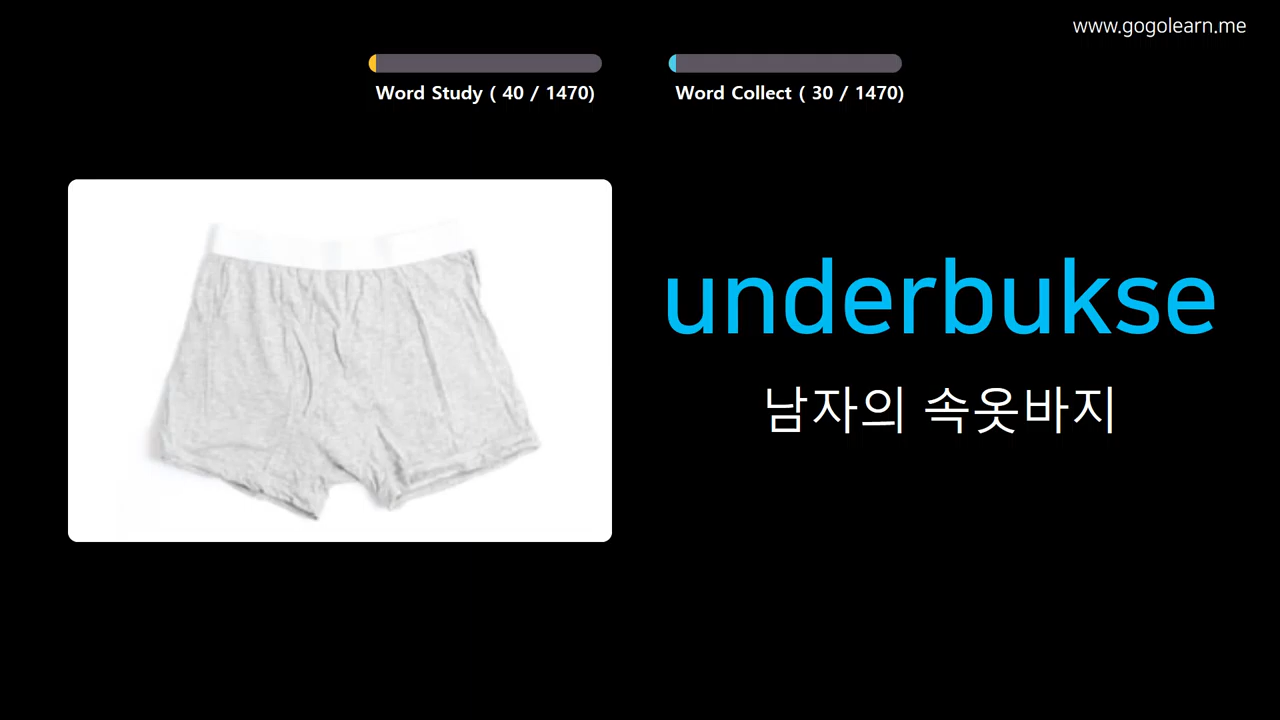 www.gogolearn.me
Word Study ( 40 / 1470)
Word Collect ( 30 / 1470)
underbukse
남자의 속옷바지